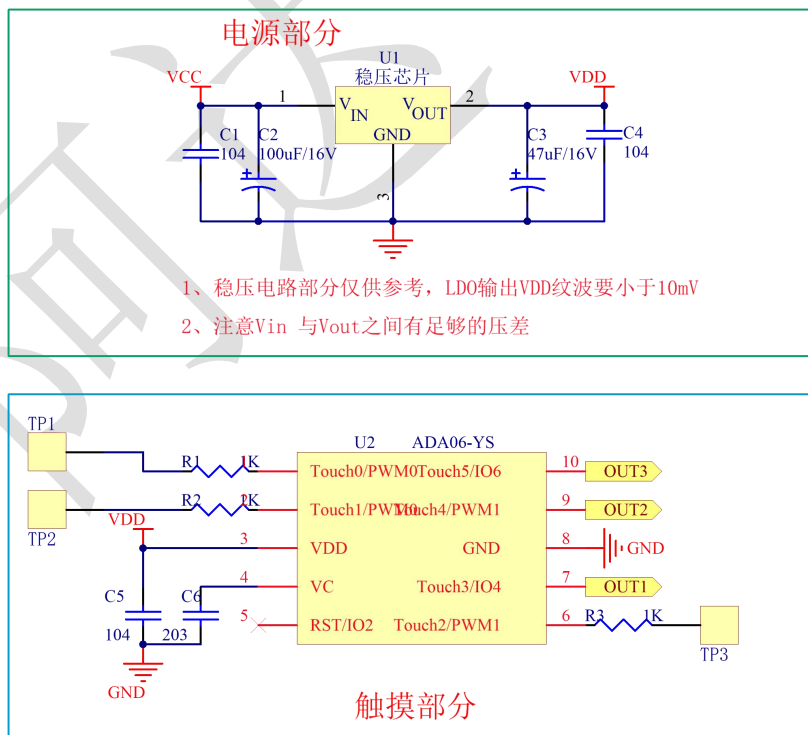 电源部分
U1
稳压芯片
VCC
VDD
1
2
VIN
VOUT
GND
3
C1
104
C2
100uF/16V
C3
47uF/16V
C4
104
1、稳压电路部分仅供参考，LDO输出VDD纹波要小于10mV
2、注意Vin 与Vout之间有足够的压差
TP1
TP2
U2 ADA06-YS
R1 1 1K
Touch0/PWM0 Touch5/IO6
10 OUT3
R2 2
Touch4/PWM1
9 OUT2
VDD
3 VDD
GND 8 GND
4 VC
Touch3/IO4 7 OUT1
C5
104
C6
203
5 RST/IO2
Touch2/PWM1 6 R3 1K
TP3
GND
触摸部分